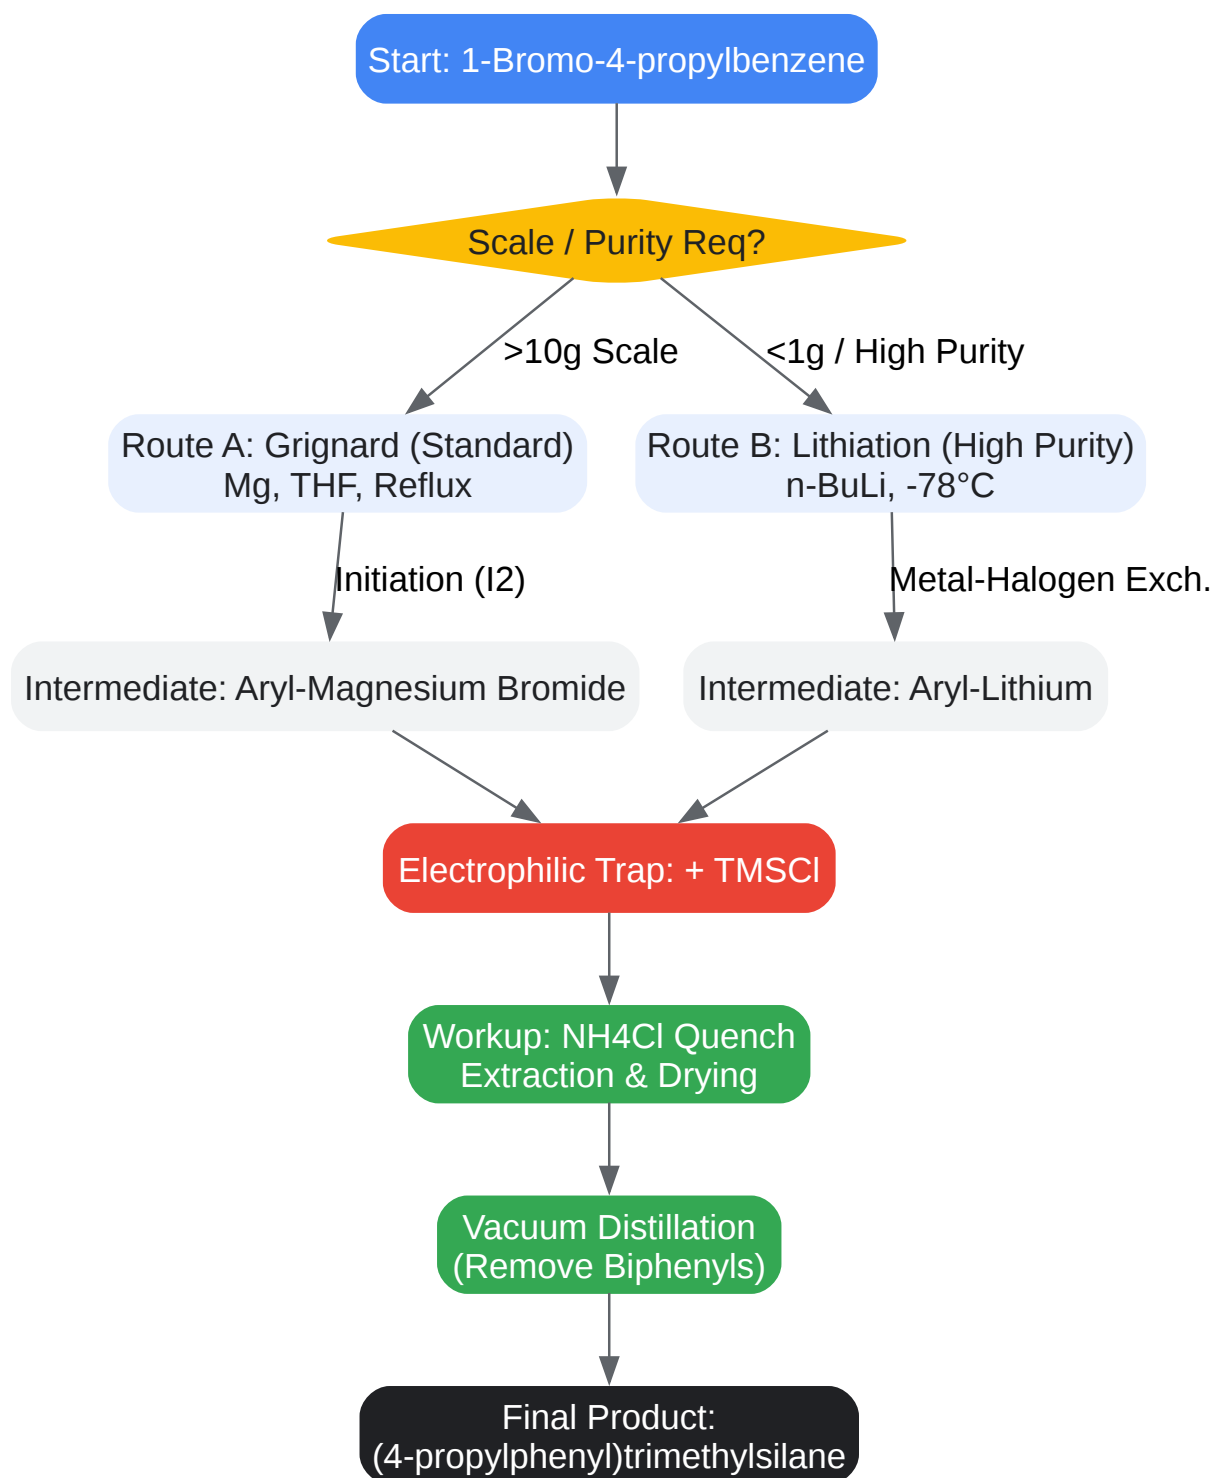 Start: 1-Bromo-4-propylbenzene
Scale / Purity Req?
>10g Scale
<1g / High Purity
Route A: Grignard (Standard)
Mg, THF, Reflux
Route B: Lithiation (High Purity)
n-BuLi, -78°C
Initiation (I2)
Metal-Halogen Exch.
Intermediate: Aryl-Magnesium Bromide
Intermediate: Aryl-Lithium
Electrophilic Trap: + TMSCl
Workup: NH4Cl Quench
Extraction & Drying
Vacuum Distillation
(Remove Biphenyls)
Final Product:
(4-propylphenyl)trimethylsilane